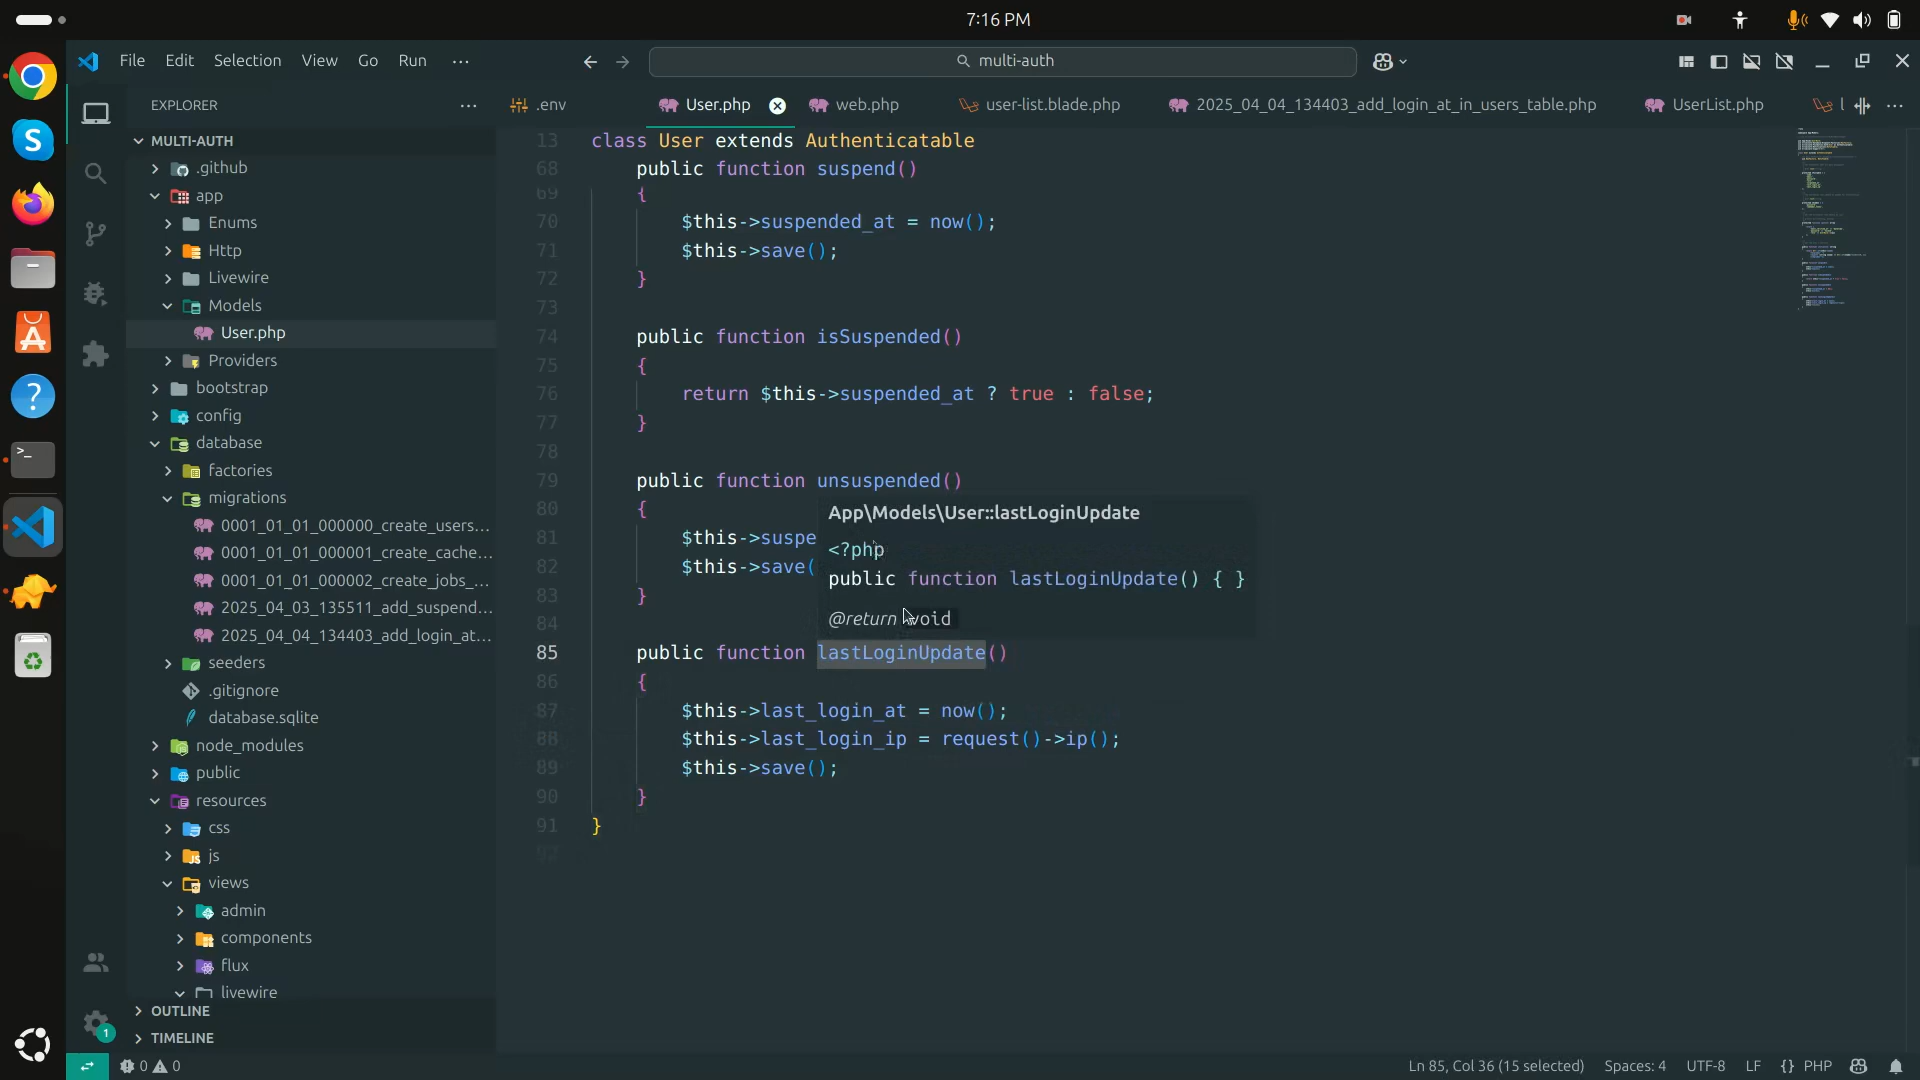 7:16 PM
File Edit Selection View Go Run ...
multi-auth
EXPLORER
.env
User.php
web.php
user-list.blade.php
2025_04_04_134403_add_login_at_in_users_table.php
UserList.php
MULTI-AUTH
.github
app
Enums
Http
Livewire
Models
User.php
Providers
bootstrap
config
database
factories
migrations
0001_01_01_000000_create_users...
0001_01_01_000001_create_cache...
0001_01_01_000002_create_jobs_...
2025_04_03_135511_add_suspend...
2025_04_04_134403_add_login_at...
seeders
.gitignore
database.sqlite
node_modules
public
resources
css
JS js
views
admin
components
flux
livewire
OUTLINE
TIMELINE
13 class User extends Authenticatable
68 public function suspend()
69 {
70 $this->suspended_at = now();
71 $this->save();
72 }
73
74 public function isSuspended()
75 {
76 return $this->suspended_at ? true : false;
77 }
78
79 public function unsuspended()
80 {
81 $this->suspe
82 $this->save(
83 }
84
App\Models\User::lastLoginUpdate
<?php
public function lastLoginUpdate() { }
@return void
85 public function lastLoginUpdate()
86 {
87 $this->last_login_at = now();
88 $this->last_login_ip = request()->ip();
89 $this->save();
90 }
91 }
92
1
0 0
Ln 85, Col 36 (15 selected) Spaces: 4 UTF-8 LF {} PHP